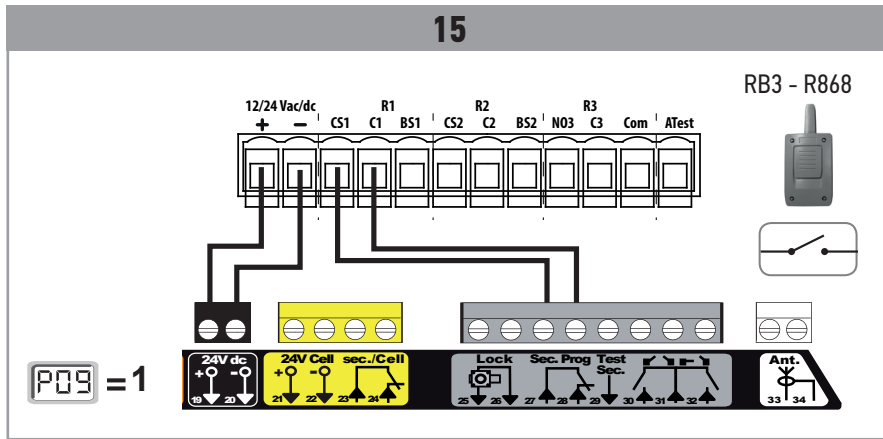 15
RB3 - R868
12/24 Vac/dc R1 R2 R3
+ – CS1 C1 BS1 CS2 C2 BS2 NO3 C3 Com ATest
P09 = 1
24V dc 24V Cell sec./Cell Lock Sec. Prog Test Sec. Ant.
+ - + -
19 20 21 22 23 24 25 26 27 28 29 30 31 32 33 34